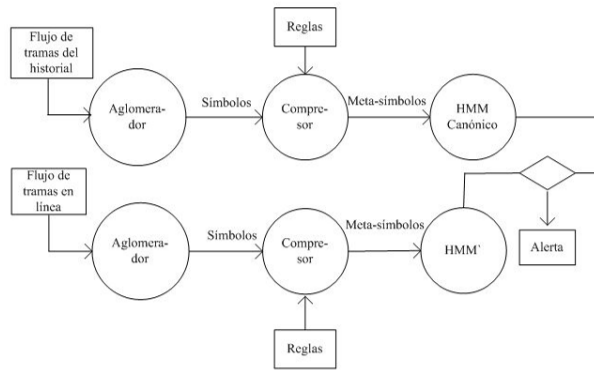 Reglas
Flujo de
tramas del
historial
Aglomera-
dor
Símbolos
Compre-
sor
Meta-símbolos
HMM
Canónico
Flujo de
tramas en
línea
Aglomera-
dor
Símbolos
Compre-
sor
Meta-símbolos
HMM`
Alerta
Reglas